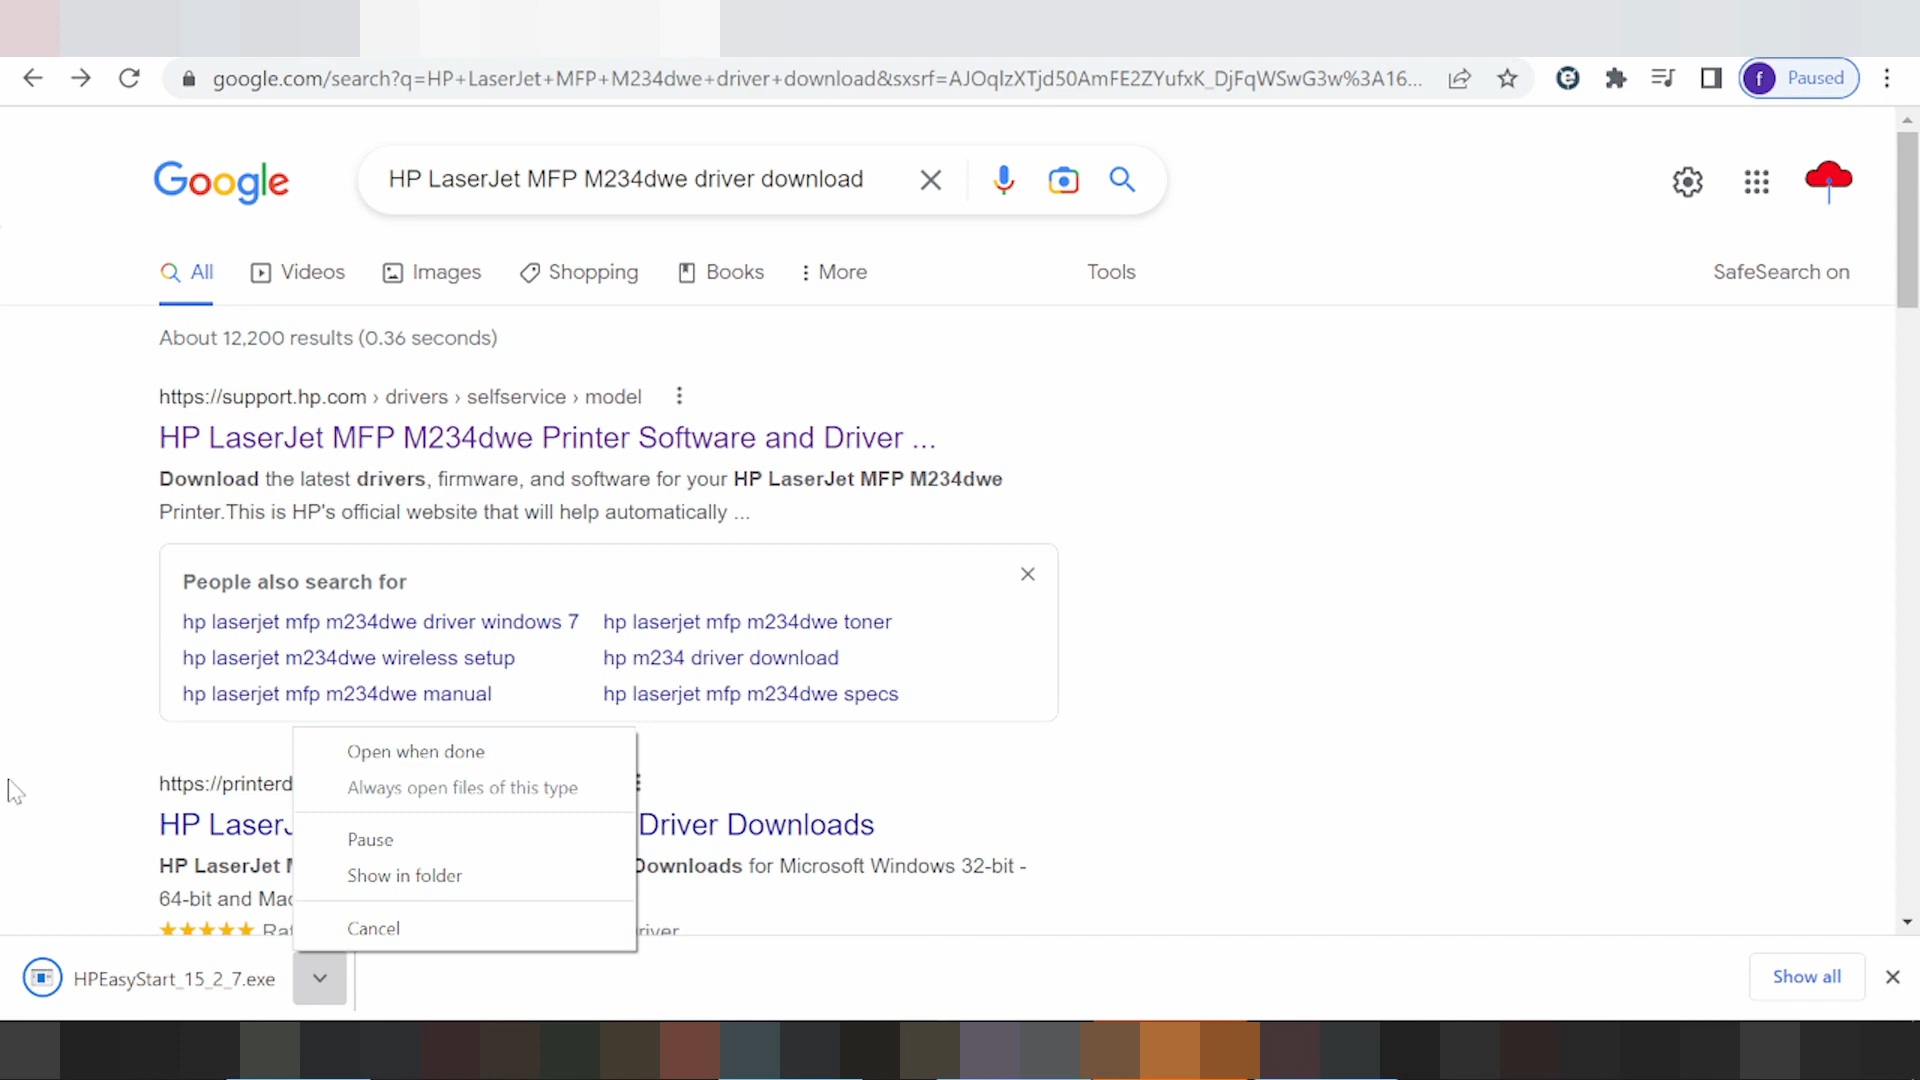 google.com/search?q=HP+LaserJet+MFP+M234dwe+driver+download&sxsrf=AJOqlzXTjd50AmFE2ZYufxK_DjFqWSwG3w%3A16...
f Paused
Google
HP LaserJet MFP M234dwe driver download
All Videos Images Shopping Books More Tools SafeSearch on
About 12,200 results (0.36 seconds)
https://support.hp.com › drivers › selfservice › model
HP LaserJet MFP M234dwe Printer Software and Driver ...
Download the latest drivers, firmware, and software for your HP LaserJet MFP M234dwe
Printer.This is HP's official website that will help automatically ...
People also search for
hp laserjet mfp m234dwe driver windows 7 hp laserjet mfp m234dwe toner
hp laserjet m234dwe wireless setup hp m234 driver download
hp laserjet mfp m234dwe manual hp laserjet mfp m234dwe specs
Open when done
Always open files of this type
Pause
Show in folder
Cancel
https://printerd
HP LaserJ Driver Downloads
HP LaserJet Downloads for Microsoft Windows 32-bit -
64-bit and Mac
HPEasyStart_15_2_7.exe
Show all